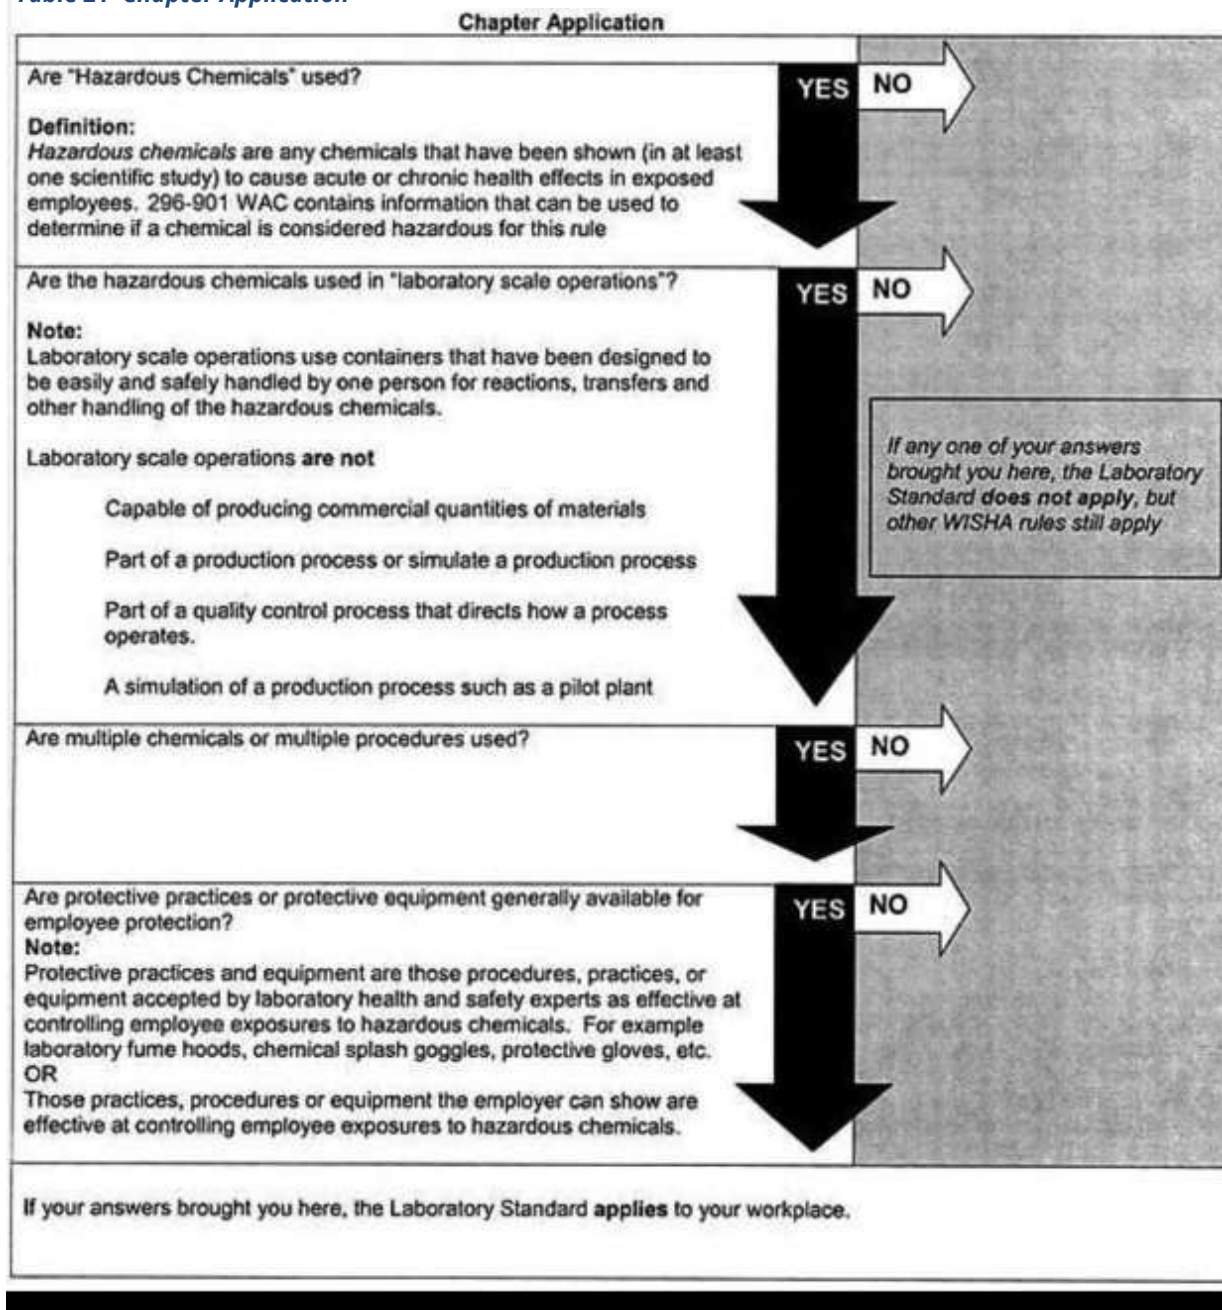 Table 21 Chapter Application
Chapter Application
Are "Hazardous Chemicals" used?
YES
NO
Definition:
Hazardous chemicals are any chemicals that have been shown (in at least
one scientific study) to cause acute or chronic health effects in exposed
employees. 296-901 WAC contains information that can be used to
determine if a chemical is considered hazardous for this rule
Are the hazardous chemicals used in "laboratory scale operations"?
YES
NO
Note:
Laboratory scale operations use containers that have been designed to
be easily and safely handled by one person for reactions, transfers and
other handling of the hazardous chemicals.
Laboratory scale operations are not
Capable of producing commercial quantities of materials
Part of a production process or simulate a production process
Part of a quality control process that directs how a process
operates.
A simulation of a production process such as a pilot plant
If any one of your answers
brought you here, the Laboratory
Standard does not apply, but
other WISHA rules still apply
Are multiple chemicals or multiple procedures used?
YES
NO
Are protective practices or protective equipment generally available for
employee protection?
YES
NO
Note:
Protective practices and equipment are those procedures, practices, or
equipment accepted by laboratory health and safety experts as effective at
controlling employee exposures to hazardous chemicals. For example
laboratory fume hoods, chemical splash goggles, protective gloves, etc.
OR
Those practices, procedures or equipment the employer can show are
effective at controlling employee exposures to hazardous chemicals.
If your answers brought you here, the Laboratory Standard applies to your workplace.